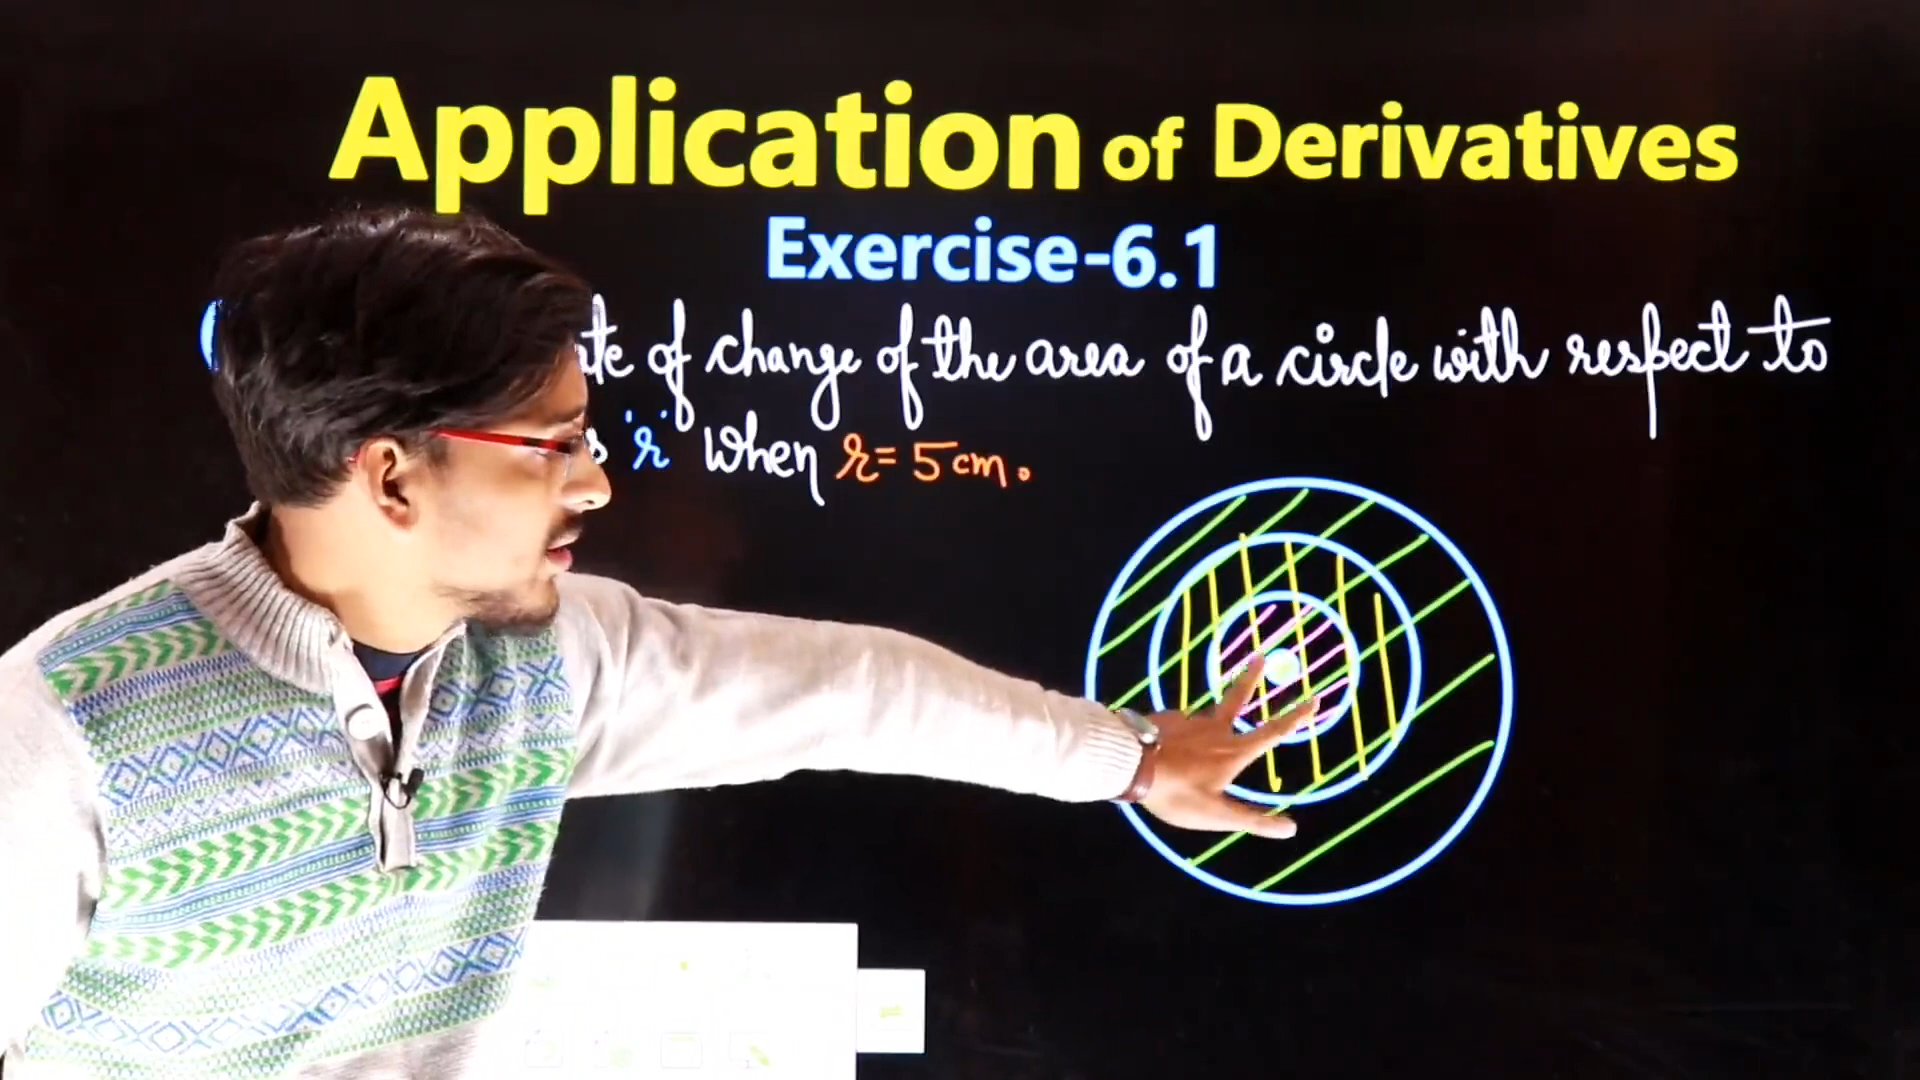 Application of Derivatives
Exercise-6.1
ate of change of the area of a circle with respect to
s 'r' when r = 5 cm.